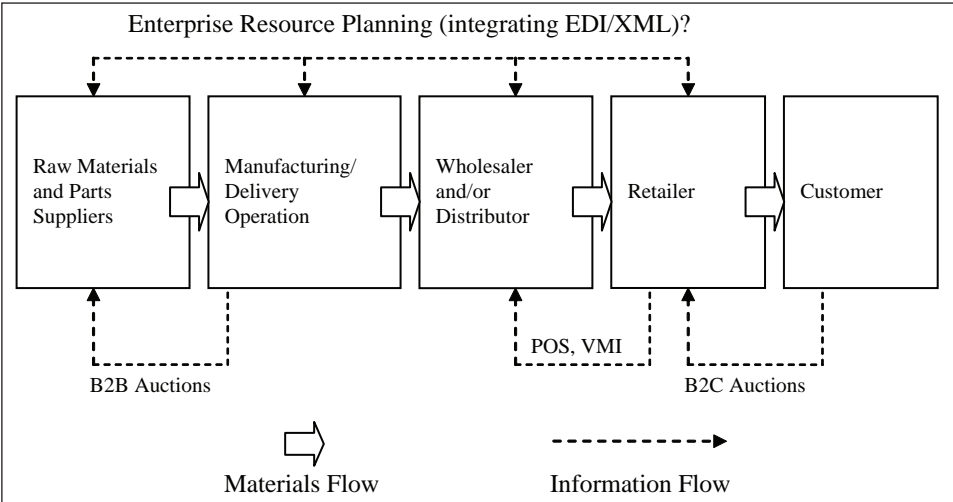 Enterprise Resource Planning (integrating EDI/XML)?
Raw Materials
and Parts
Suppliers
Manufacturing/
Delivery
Operation
Wholesaler
and/or
Distributor
Retailer
Customer
B2B Auctions
POS, VMI
B2C Auctions
Materials Flow
Information Flow